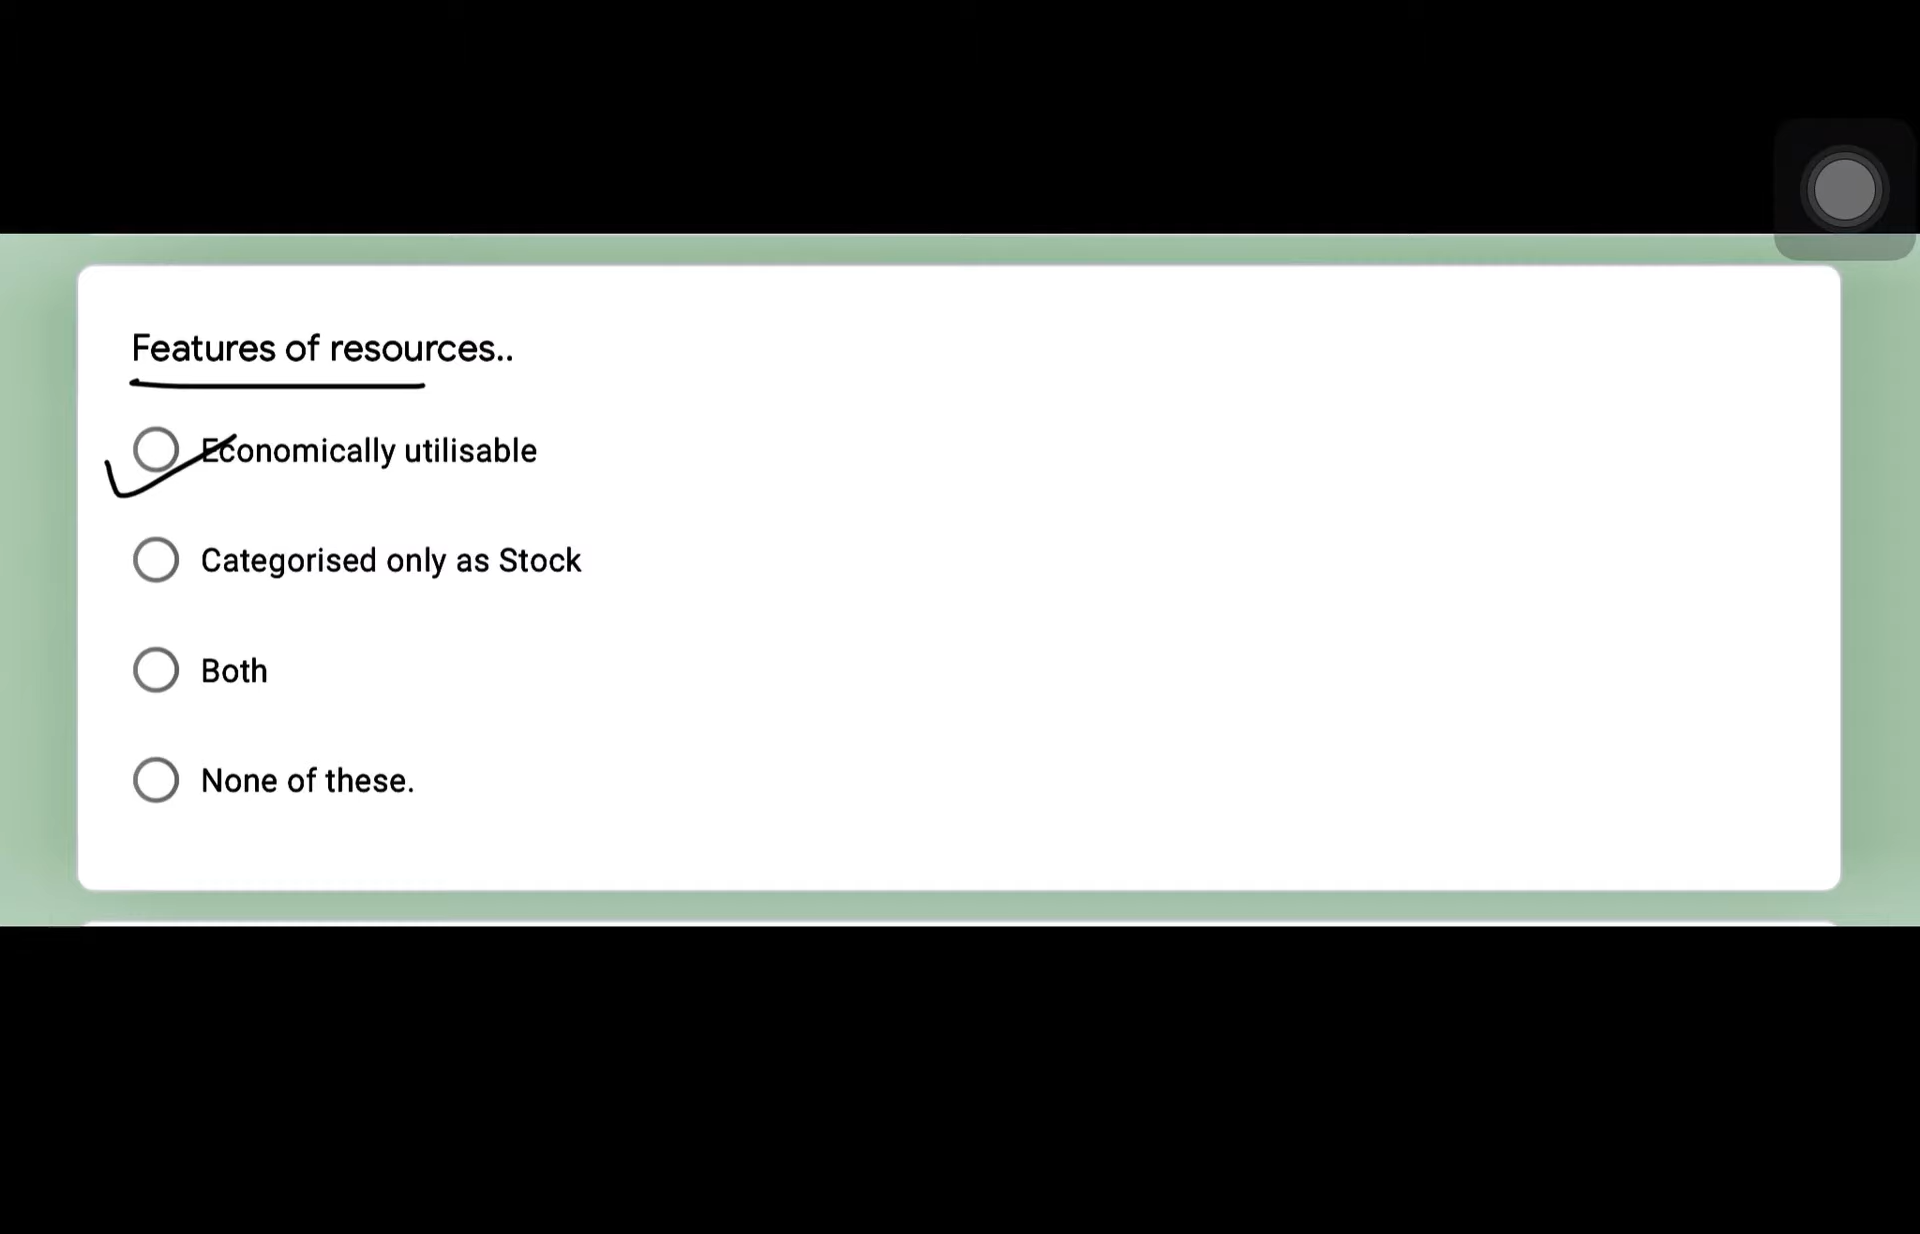 Features of resources..
Economically utilisable
Categorised only as Stock
Both
None of these.